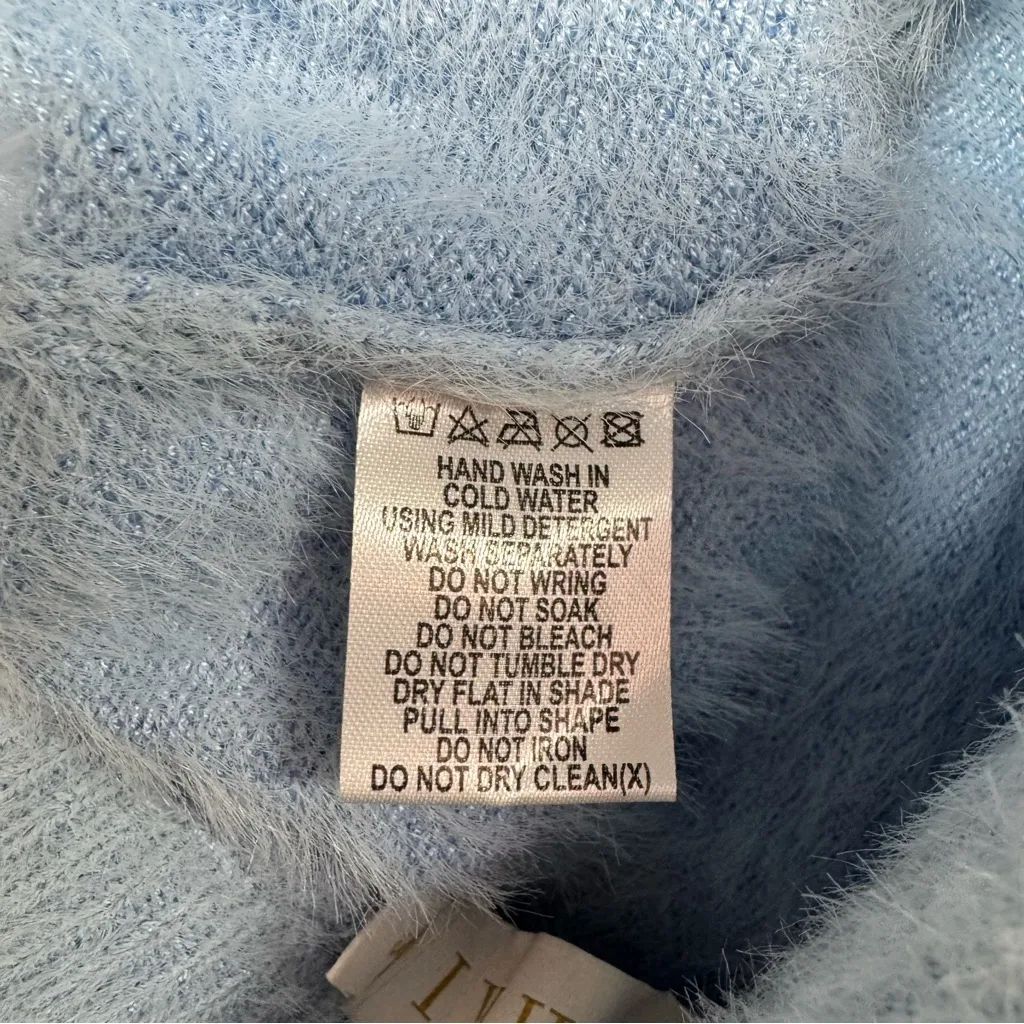 HAND WASH IN
COLD WATER
USING MILD DETERGENT
WASH SEPARATELY
DO NOT WRING
DO NOT SOAK
DO NOT BLEACH
DO NOT TUMBLE DRY
DRY FLAT IN SHADE
PULL INTO SHAPE
DO NOT IRON
DO NOT DRY CLEAN(X)